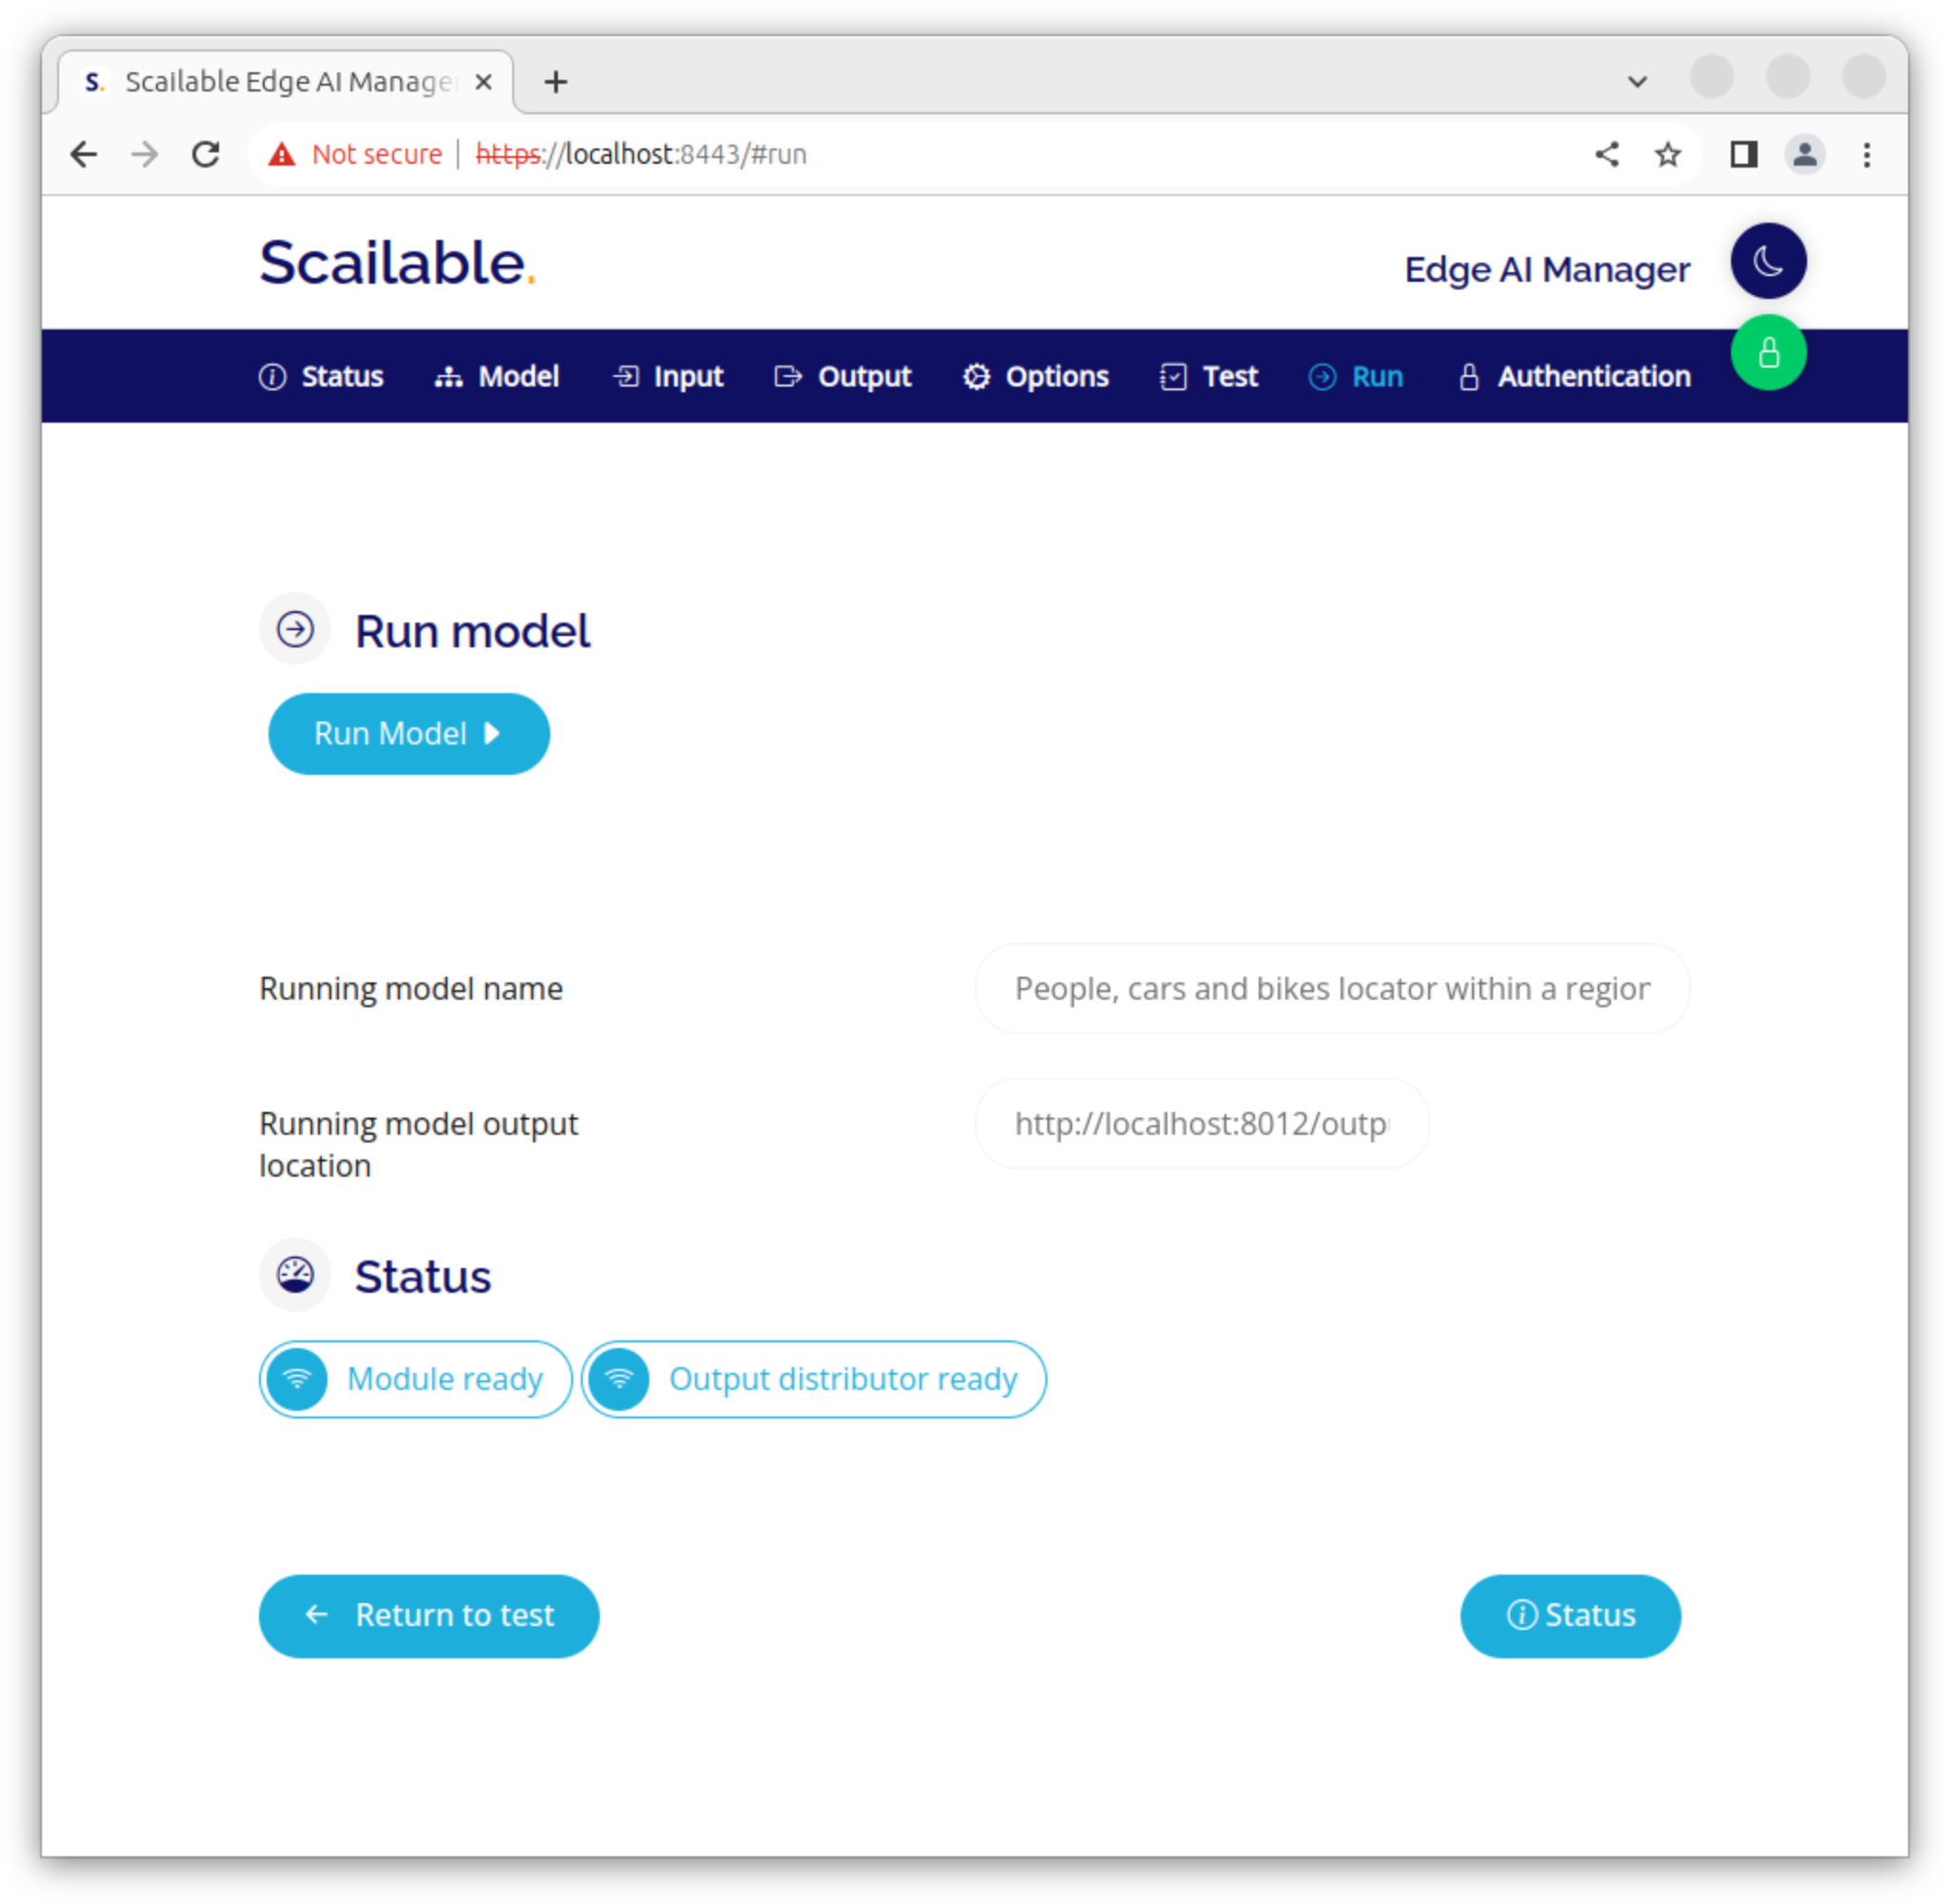 S. Scailable Edge AI Manage
Not secure https://localhost:8443/#run
Scailable.
Edge AI Manager
Status Model Input Output Options Test Run Authentication
Run model
Run Model
Running model name People, cars and bikes locator within a region
Running model output http://localhost:8012/outp
location
Status
Module ready Output distributor ready
Return to test Status